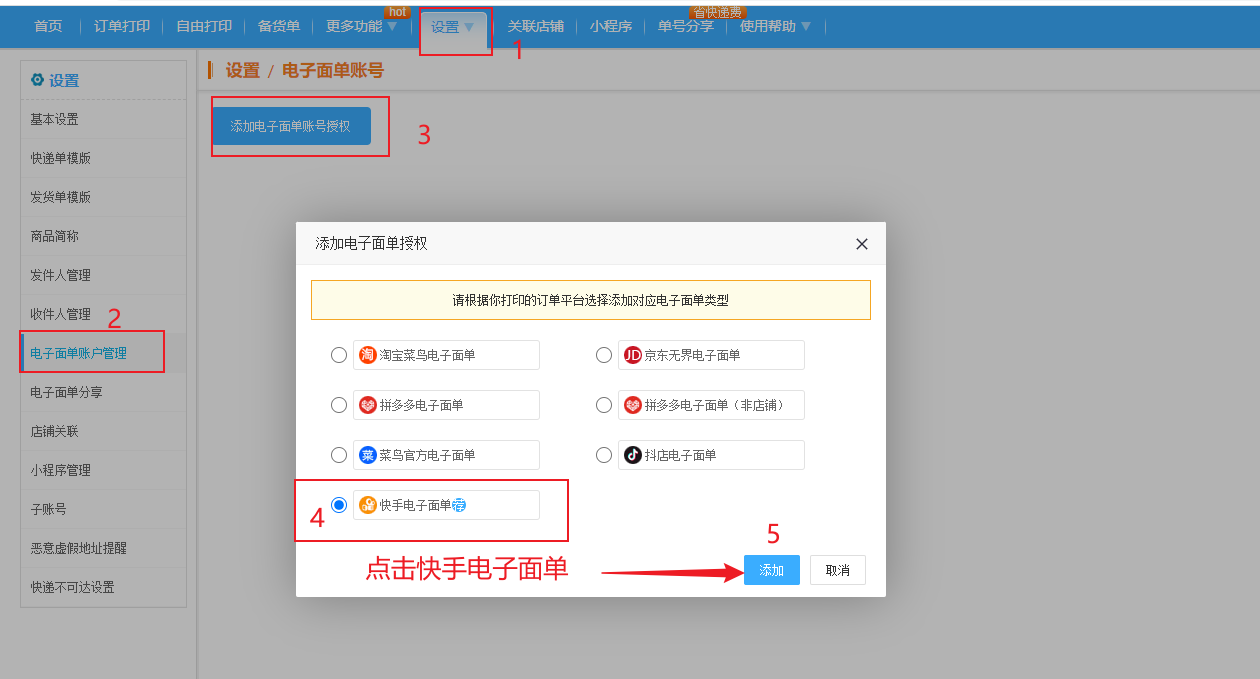 首页 订单打印 自由打印 备货单 更多功能 hot 设置 关联店铺 小程序 单号分享 省快递费 使用帮助
1
设置
基本设置
快递单模版
发货单模版
商品简称
发件人管理
收件人管理
2
电子面单账户管理
电子面单分享
店铺关联
小程序管理
子账号
恶意虚假地址提醒
快递不可达设置
设置 / 电子面单账号
添加电子面单账号授权
3
添加电子面单授权
请根据你打印的订单平台选择添加对应电子面单类型
淘 淘宝菜鸟电子面单
JD 京东无界电子面单
拼多多电子面单
拼多多电子面单（非店铺）
菜 菜鸟官方电子面单
抖店电子面单
4
快手电子面单荐
5
点击快手电子面单
添加 取消